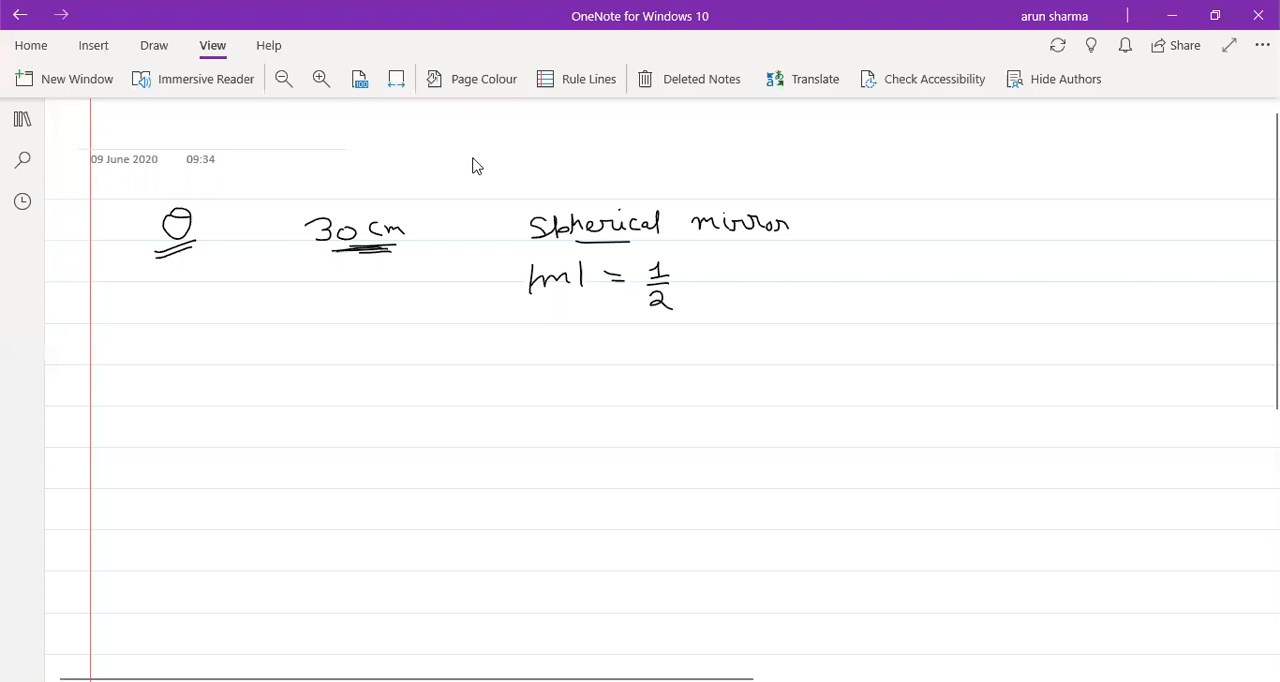 OneNote for Windows 10 arun sharma
Home Insert Draw View Help Share
New Window Immersive Reader Page Colour Rule Lines Deleted Notes Translate Check Accessibility Hide Authors
09 June 2020 09:34
30 cm Spherical mirror
|m| = 1/2